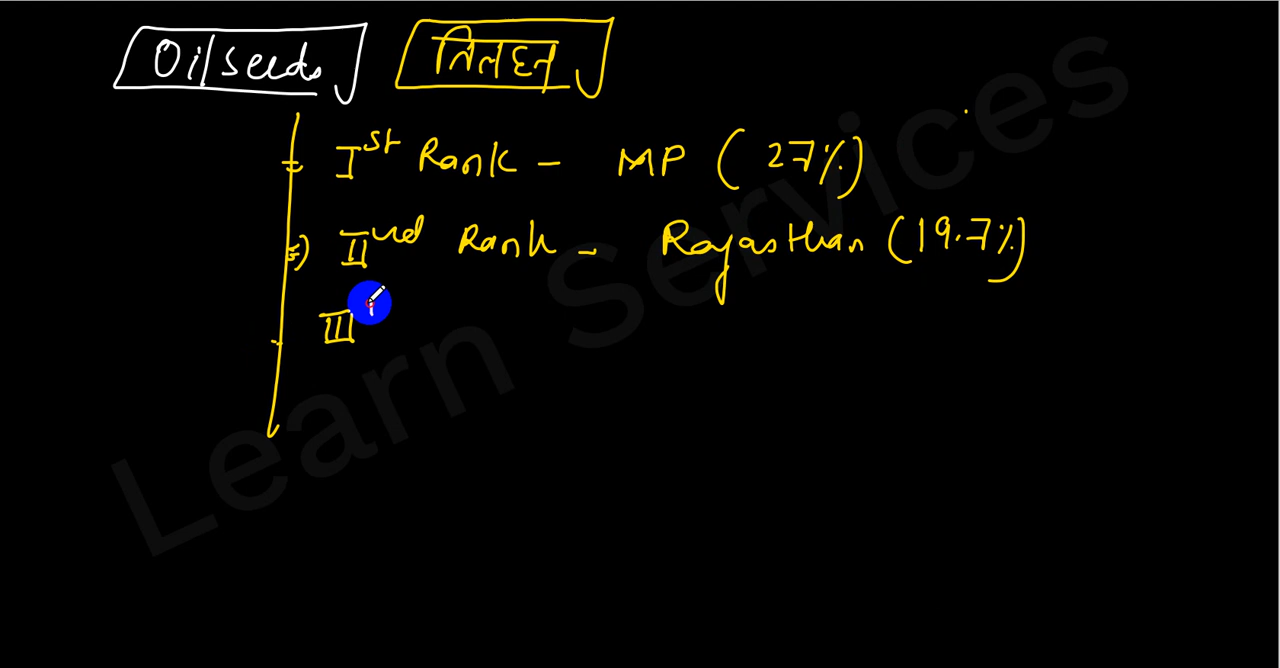 Oilseeds तिलहन
Ist Rank - MP (27%)
IInd Rank - Rajasthan (19.7%)
III
Learn Services